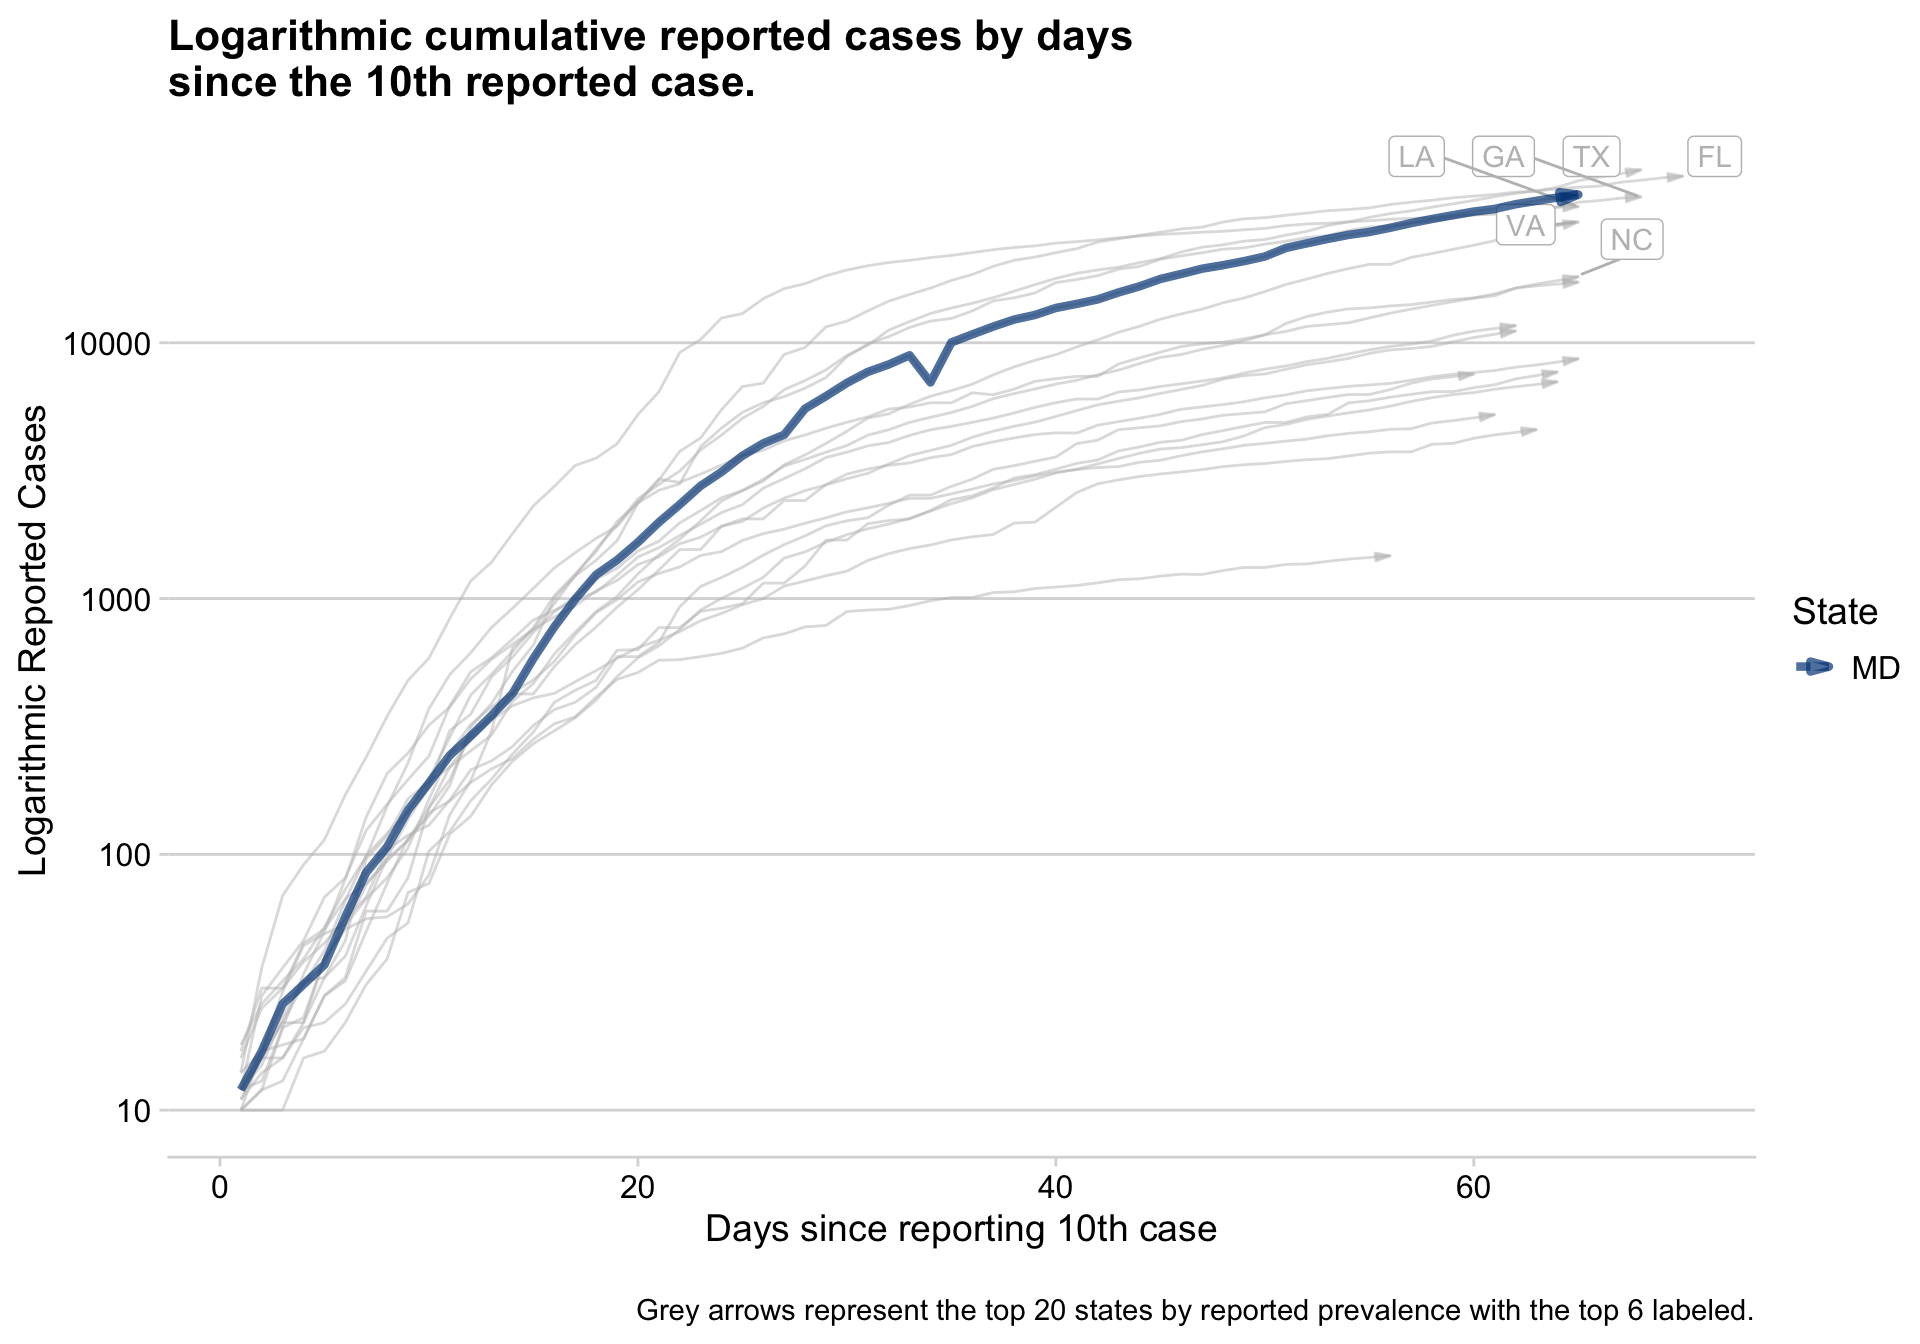 Logarithmic cumulative reported cases by days
since the 10th reported case.
LA
GA
TX
FL
VA
NC
10000
1000
100
10
Logarithmic Reported Cases
0
20
40
60
Days since reporting 10th case
State
MD
Grey arrows represent the top 20 states by reported prevalence with the top 6 labeled.